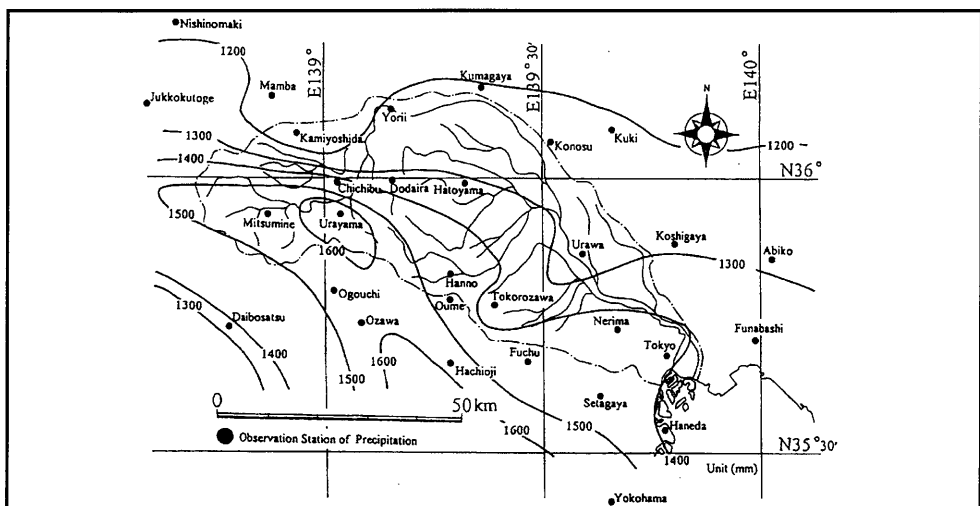 Nishinomaki
1200
E139°
E139° 30′
E140°
N
Mamba
Kumagaya
Jukkokutoge
Yorii
Kuki
1300
Kamiyoshida
Konosu
1200
1400
N36°
Chichibu
Dodaira
Hatoyama
1500
Mitsumine
Urayama
Koshigaya
1600
Urawa
Abiko
1300
Hanno
Ogouchi
Oume
Tokorozawa
1300
Daibosatsu
Ozawa
Nerima
Funabashi
1400
Tokyo
1600
Fuchu
1500
Hachioji
0
50km
Setagaya
1500
Haneda
Observation Station of Precipitation
1600
N35° 30′
1400
Unit (mm)
Yokohama